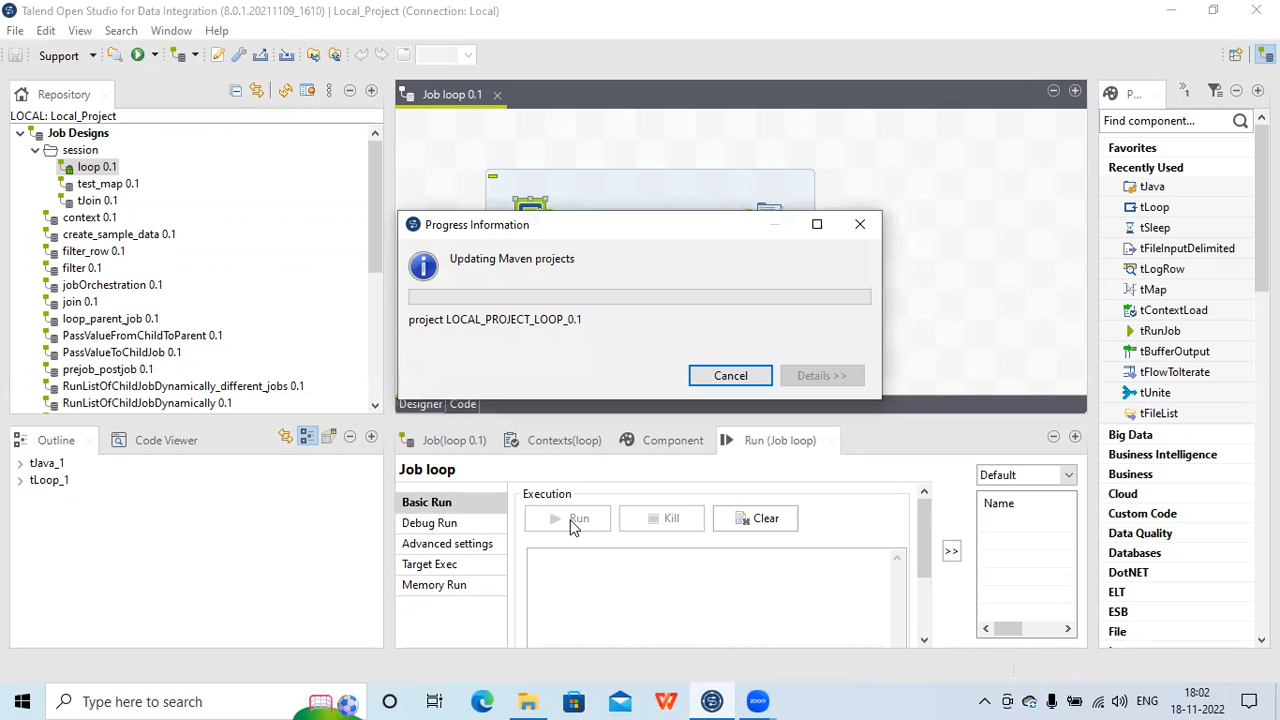 Talend Open Studio for Data Integration (8.0.1.20211109_1610) | Local_Project (Connection: Local)
File Edit View Search Window Help
Support
Repository
LOCAL: Local_Project
Job Designs
session
loop 0.1
test_map 0.1
tJoin 0.1
context 0.1
create_sample_data 0.1
filter_row 0.1
filter 0.1
jobOrchestration 0.1
join 0.1
loop_parent_job 0.1
PassValueFromChildToParent 0.1
PassValueToChildJob 0.1
prejob_postjob 0.1
RunListOfChildJobDynamically_different_jobs 0.1
RunListOfChildJobDynamically 0.1
Job loop 0.1
Progress Information
Updating Maven projects
project LOCAL_PROJECT_LOOP_0.1
Cancel Details >>
Designer Code
P...
Find component...
Favorites
Recently Used
tJava
tLoop
tSleep
tFileInputDelimited
tLogRow
tMap
tContextLoad
tRunJob
tBufferOutput
tFlowToIterate
tUnite
tFileList
Big Data
Business Intelligence
Business
Cloud
Custom Code
Data Quality
Databases
DotNET
ELT
ESB
File
Outline Code Viewer
tJava_1
tLoop_1
Job(loop 0.1) Contexts(loop) Component Run (Job loop)
Job loop
Basic Run
Debug Run
Advanced settings
Target Exec
Memory Run
Execution
Run Kill Clear
>>
Default
Name
Type here to search
zoom
ENG
18:02
18-11-2022